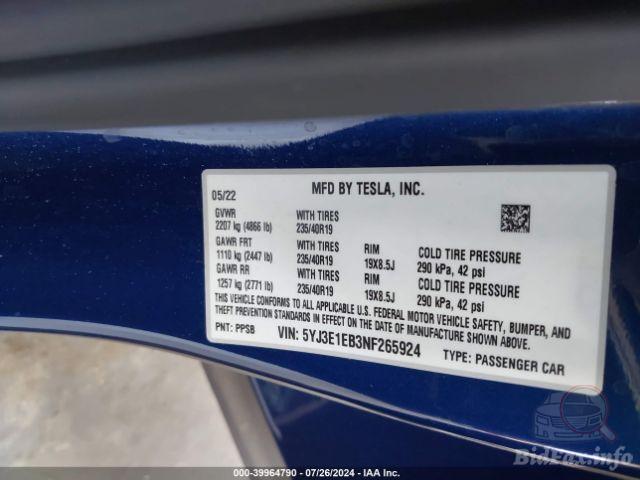 MFD BY TESLA, INC.
05/22
GVWR WITH TIRES
2207 kg (4866 lb) 235/40R19
GAWR FRT WITH TIRES RIM COLD TIRE PRESSURE
1110 kg (2447 lb) 235/40R19 19X8.5J 290 kPa, 42 psi
GAWR RR WITH TIRES RIM COLD TIRE PRESSURE
1257 kg (2771 lb) 235/40R19 19X8.5J 290 kPa, 42 psi
THIS VEHICLE CONFORMS TO ALL APPLICABLE U.S. FEDERAL MOTOR VEHICLE SAFETY, BUMPER, AND
THEFT PREVENTION STANDARDS IN EFFECT ON THE DATE OF MANUFACTURE SHOWN ABOVE.
PNT: PPSB VIN: 5YJ3E1EB3NF265924 TYPE: PASSENGER CAR
BidFax.info
000-39964790 - 07/26/2024 - IAA Inc.